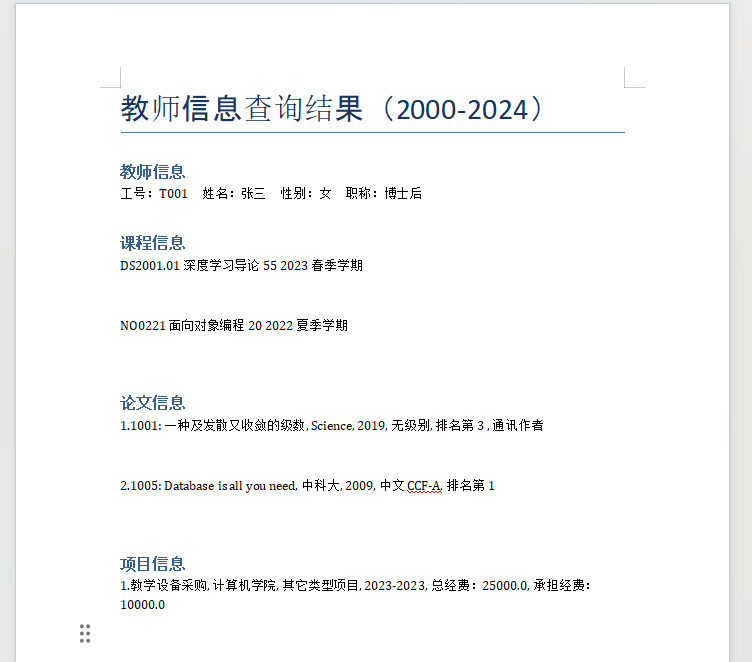 教师信息查询结果（2000-2024）
教师信息
工号：T001 姓名：张三 性别：女 职称：博士后
课程信息
DS2001.01 深度学习导论 55 2023 春季学期
NO0221 面向对象编程 20 2022 夏季学期
论文信息
1.1001: 一种及发散又收敛的级数, Science, 2019, 无级别, 排名第 3 , 通讯作者
2.1005: Database is all you need, 中科大, 2009, 中文 CCF-A, 排名第 1
项目信息
1.教学设备采购, 计算机学院, 其它类型项目, 2023-2023, 总经费：25000.0, 承担经费：
10000.0